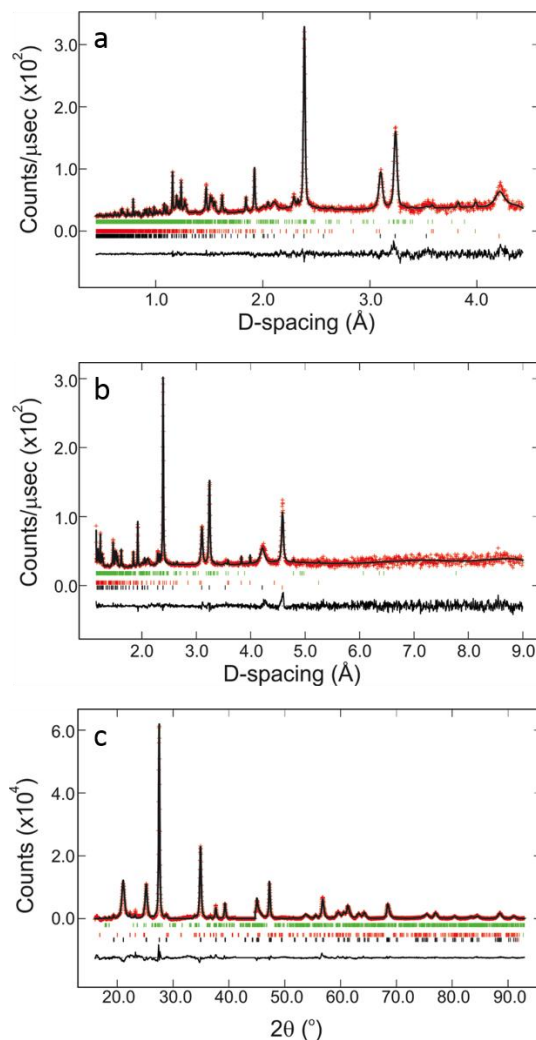 a
Counts/μsec (x10²)
3.0
2.0
1.0
0.0
1.0 2.0 3.0 4.0
D-spacing (Å)
b
Counts/μsec (x10²)
3.0
2.0
1.0
0.0
2.0 3.0 4.0 5.0 6.0 7.0 8.0 9.0
D-spacing (Å)
c
Counts (x10⁴)
6.0
4.0
2.0
0.0
20.0 30.0 40.0 50.0 60.0 70.0 80.0 90.0
2θ (°)